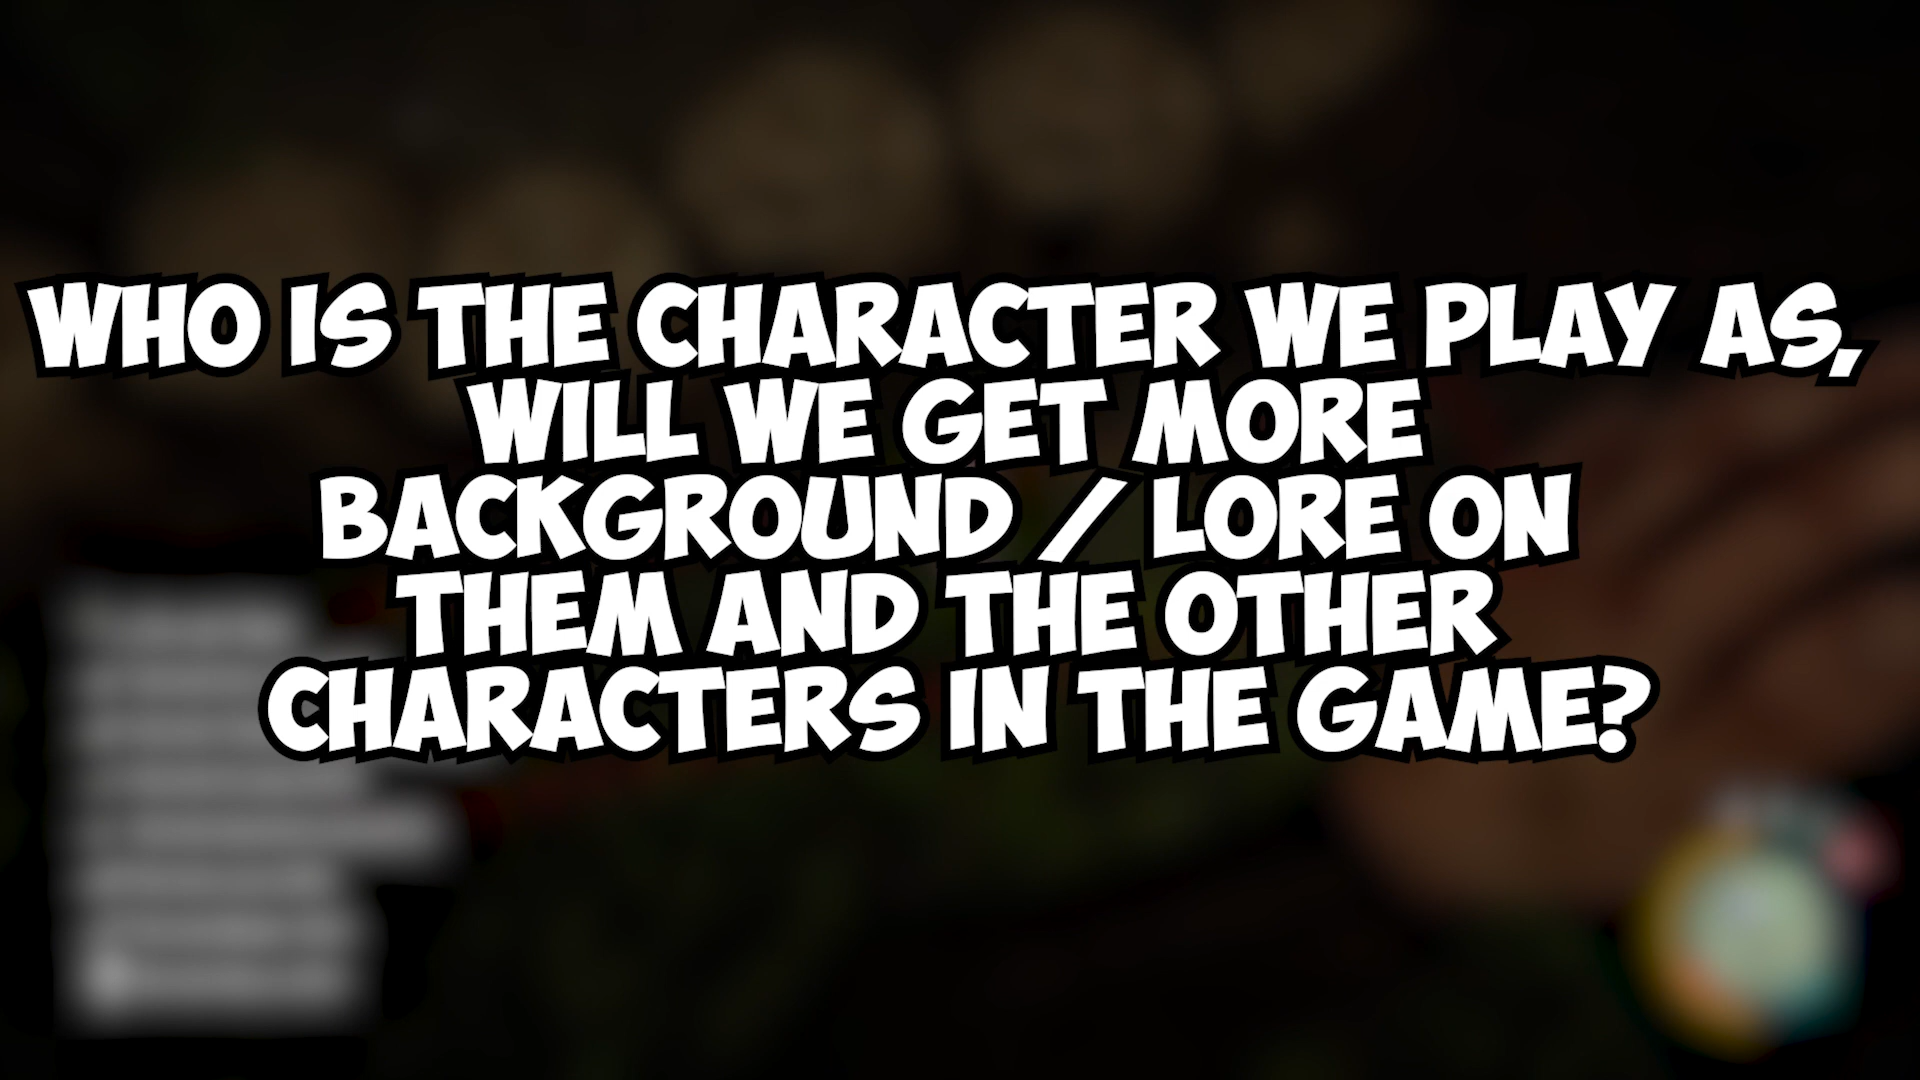 WHO IS THE CHARACTER WE PLAY AS,
WILL WE GET MORE
BACKGROUND / LORE ON
THEM AND THE OTHER
CHARACTERS IN THE GAME?